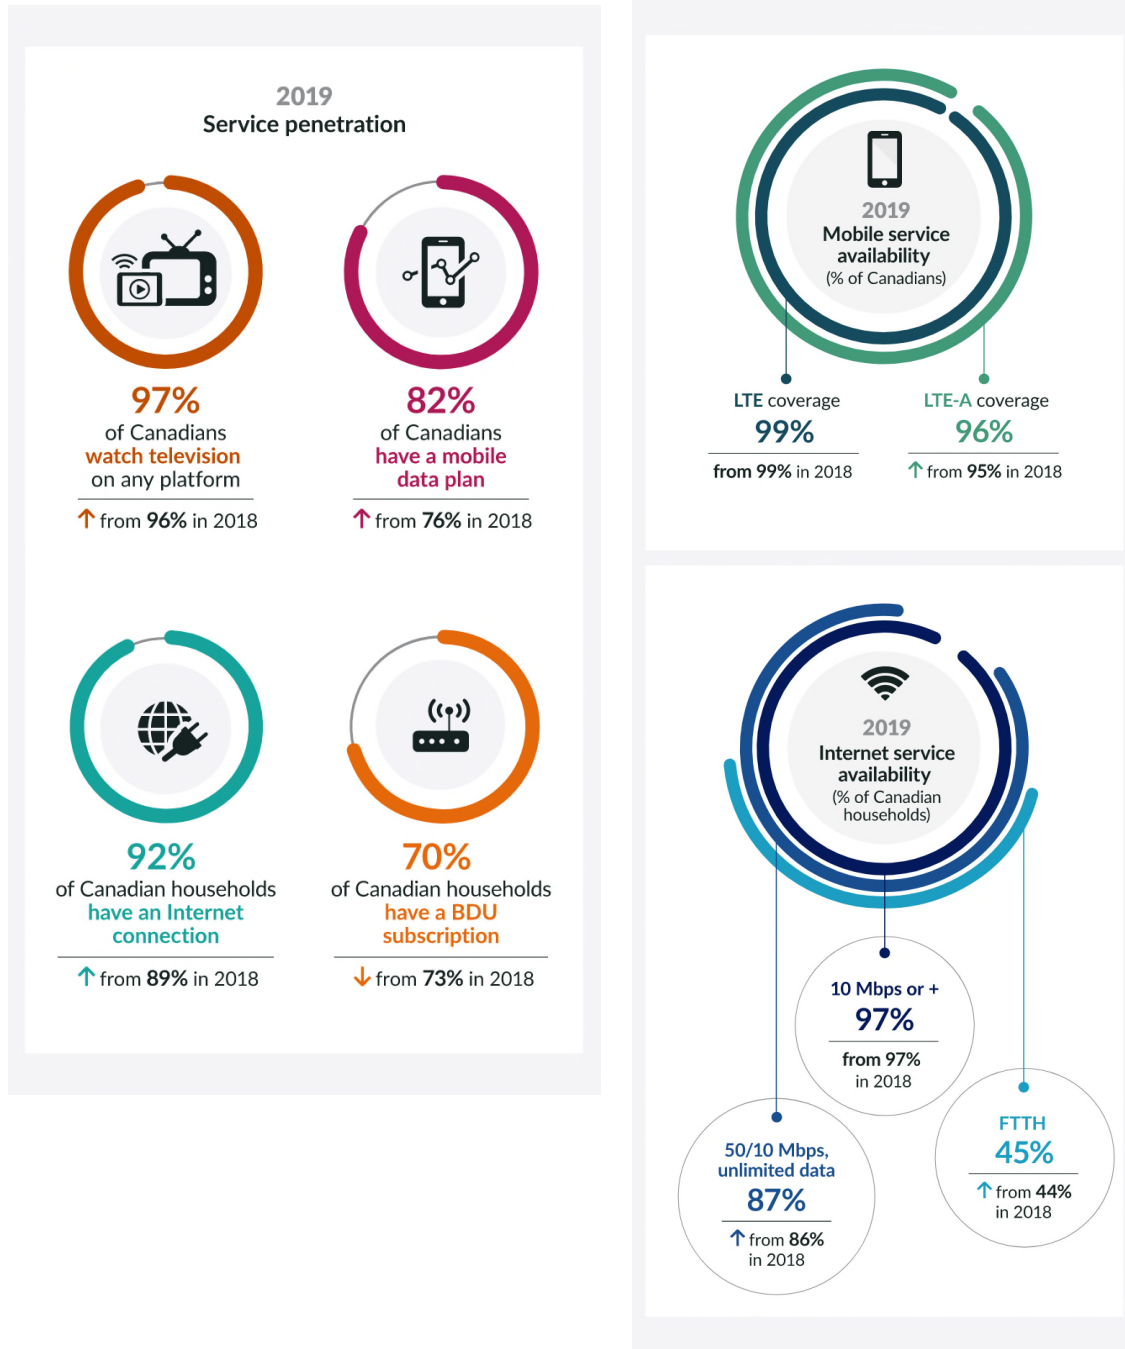 2019
Service penetration
97%
of Canadians
watch television
on any platform
↑ from 96% in 2018
82%
of Canadians
have a mobile
data plan
↑ from 76% in 2018
92%
of Canadian households
have an Internet
connection
↑ from 89% in 2018
70%
of Canadian households
have a BDU
subscription
↓ from 73% in 2018
2019
Mobile service
availability
(% of Canadians)
LTE coverage
99%
from 99% in 2018
LTE-A coverage
96%
↑ from 95% in 2018
2019
Internet service
availability
(% of Canadian
households)
10 Mbps or +
97%
from 97%
in 2018
50/10 Mbps,
unlimited data
87%
↑ from 86%
in 2018
FTTH
45%
↑ from 44%
in 2018